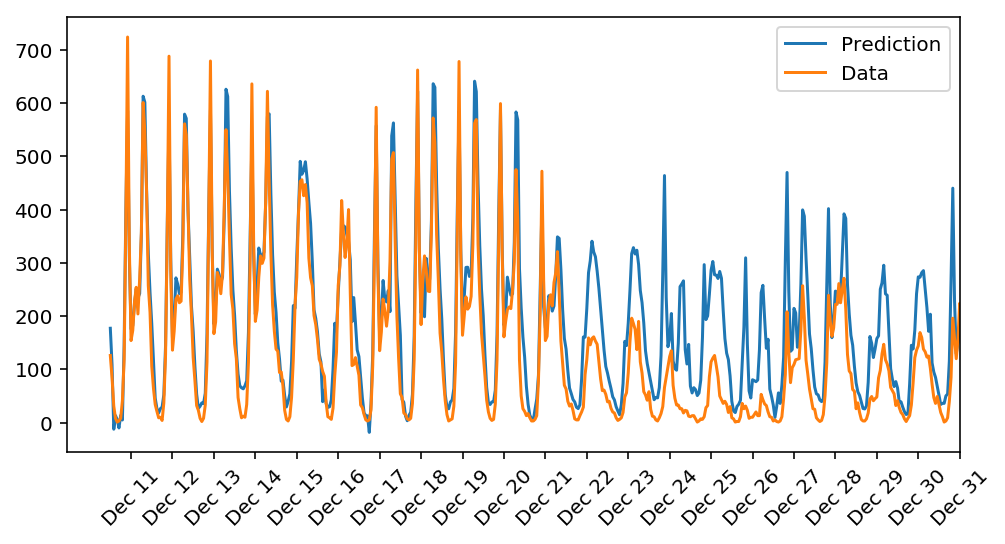 Prediction
Data
700
600
500
400
300
200
100
0
Dec 11
Dec 12
Dec 13
Dec 14
Dec 15
Dec 16
Dec 17
Dec 18
Dec 19
Dec 20
Dec 21
Dec 22
Dec 23
Dec 24
Dec 25
Dec 26
Dec 27
Dec 28
Dec 29
Dec 30
Dec 31